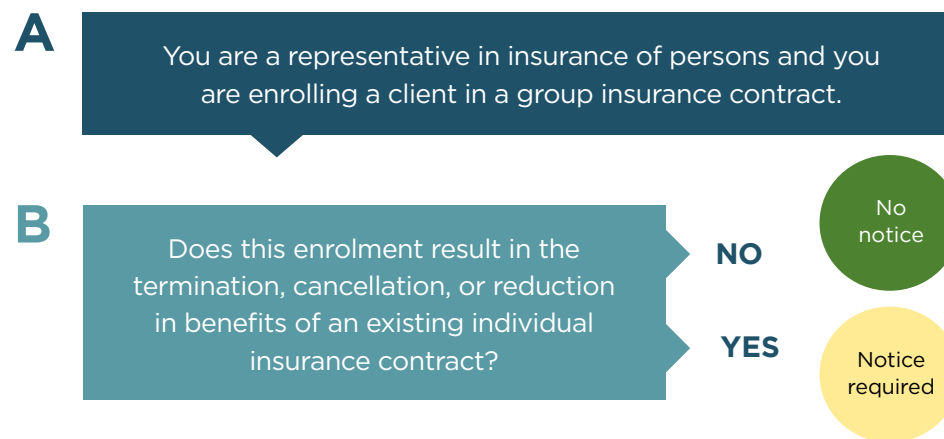 A
You are a representative in insurance of persons and you
are enrolling a client in a group insurance contract.
B
Does this enrolment result in the
termination, cancellation, or reduction
in benefits of an existing individual
insurance contract?
NO
No
notice
YES
Notice
required